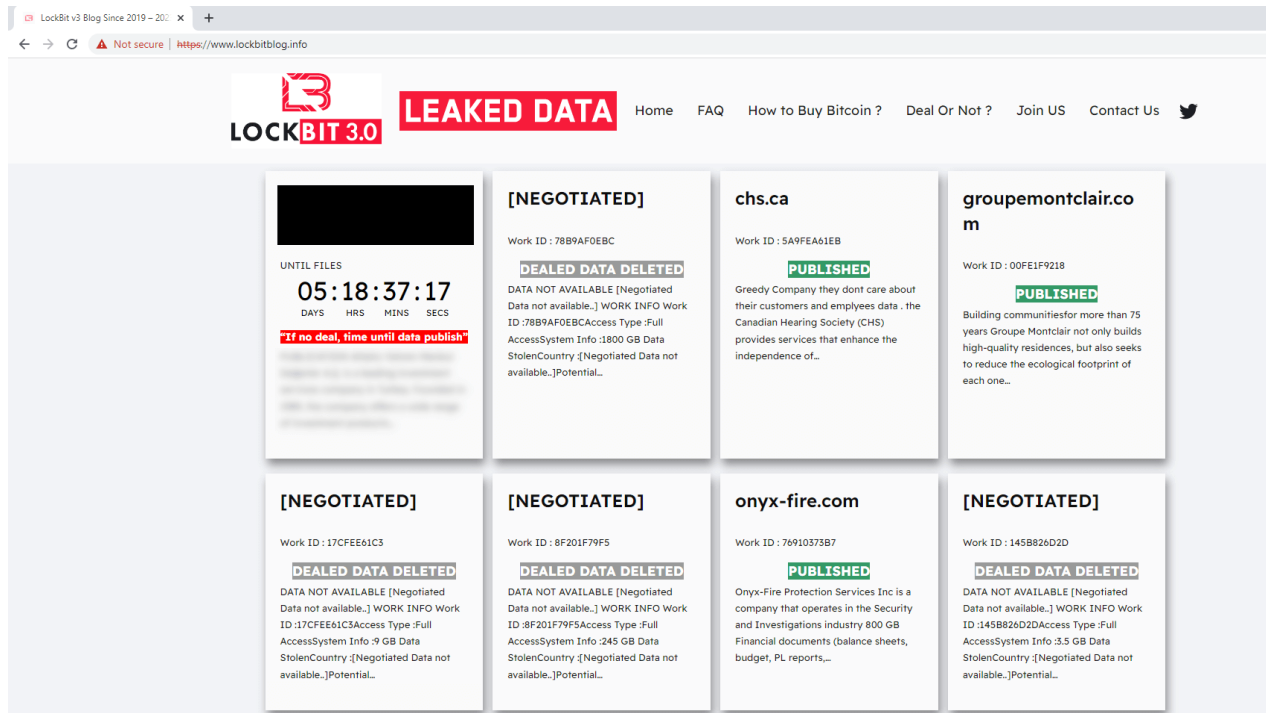 LockBit v3 Blog Since 2019 – 202
Not secure | https://www.lockbitblog.info
LOCKBIT 3.0
LEAKED DATA
Home FAQ How to Buy Bitcoin ? Deal Or Not ? Join US Contact Us
UNTIL FILES
05:18:37:17
DAYS HRS MINS SECS
“If no deal, time until data publish”
[NEGOTIATED]
Work ID : 78B9AF0EBC
DEALED DATA DELETED
DATA NOT AVAILABLE [Negotiated
Data not available..] WORK INFO Work
ID :78B9AF0EBCAccess Type :Full
AccessSystem Info :1800 GB Data
StolenCountry :[Negotiated Data not
available..]Potential…
chs.ca
Work ID : 5A9FEA61EB
PUBLISHED
Greedy Company they dont care about
their customers and emplyees data . the
Canadian Hearing Society (CHS)
provides services that enhance the
independence of…
groupemontclair.co
m
Work ID : 00FE1F9218
PUBLISHED
Building communitiesfor more than 75
years Groupe Montclair not only builds
high-quality residences, but also seeks
to reduce the ecological footprint of
each one…
[NEGOTIATED]
Work ID : 17CFEE61C3
DEALED DATA DELETED
DATA NOT AVAILABLE [Negotiated
Data not available..] WORK INFO Work
ID :17CFEE61C3Access Type :Full
AccessSystem Info :9 GB Data
StolenCountry :[Negotiated Data not
available..]Potential…
[NEGOTIATED]
Work ID : 8F201F79F5
DEALED DATA DELETED
DATA NOT AVAILABLE [Negotiated
Data not available..] WORK INFO Work
ID :8F201F79F5Access Type :Full
AccessSystem Info :245 GB Data
StolenCountry :[Negotiated Data not
available..]Potential…
onyx-fire.com
Work ID : 76910373B7
PUBLISHED
Onyx-Fire Protection Services Inc is a
company that operates in the Security
and Investigations industry 800 GB
Financial documents (balance sheets,
budget, PL reports,…
[NEGOTIATED]
Work ID : 145B826D2D
DEALED DATA DELETED
DATA NOT AVAILABLE [Negotiated
Data not available..] WORK INFO Work
ID :145B826D2DAccess Type :Full
AccessSystem Info :3.5 GB Data
StolenCountry :[Negotiated Data not
available..]Potential…